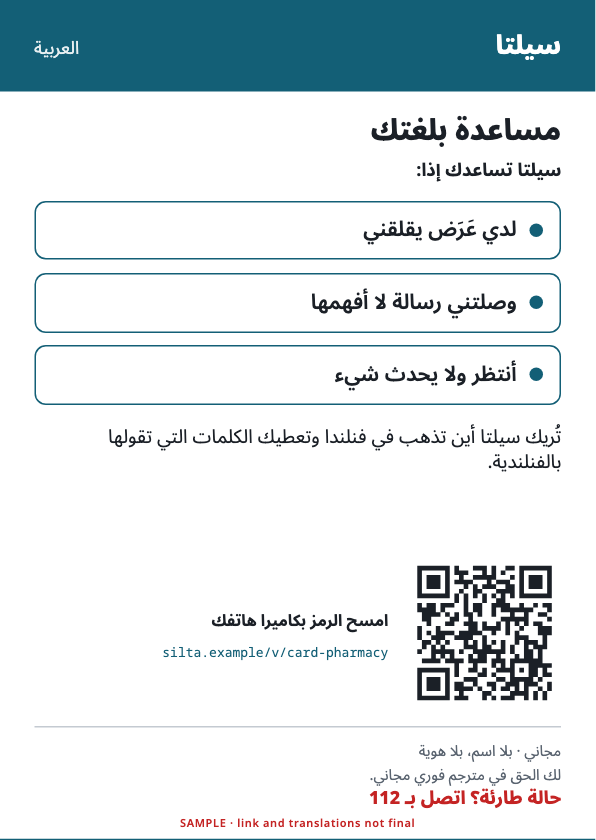 سيلتا
العربية
مساعدة بلغتك
سيلتا تساعدك إذا:
لدي عَرَض يقلقني
وصلتني رسالة لا أفهمها
أنتظر ولا يحدث شيء
تُريك سيلتا أين تذهب في فنلندا وتعطيك الكلمات التي تقولها
بالفنلندية.
امسح الرمز بكاميرا هاتفك
silta.example/v/card-pharmacy
مجاني · بلا اسم، بلا هوية
لك الحق في مترجم فوري مجاني.
حالة طارئة؟ اتصل بـ 112
SAMPLE · link and translations not final